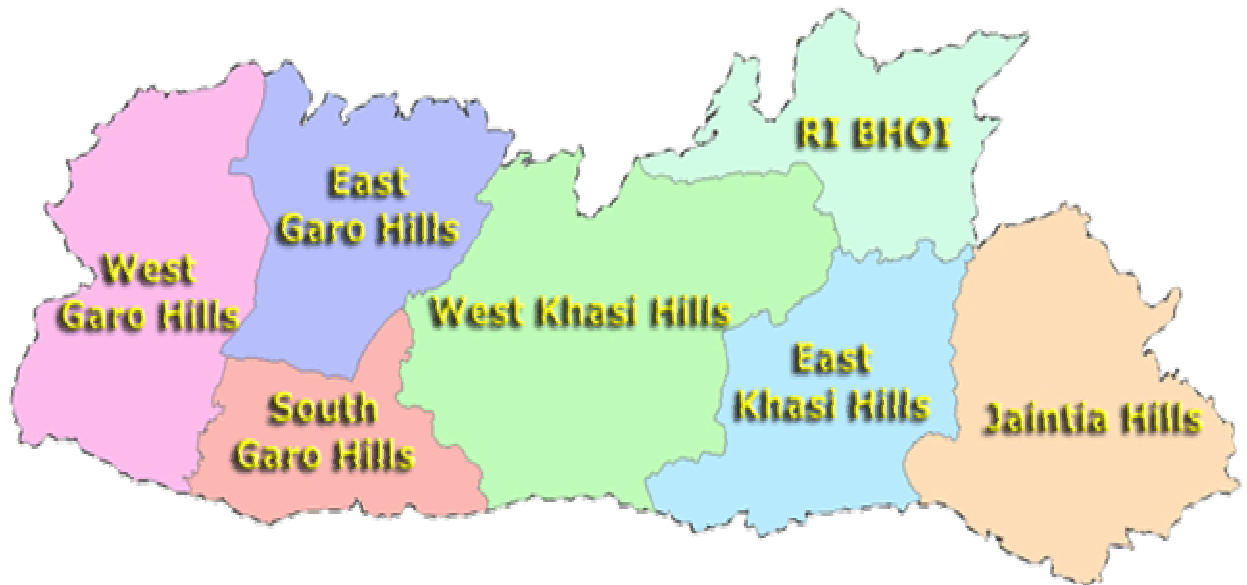 RI BHOI
East
Garo Hills
West
Garo Hills
West Khasi Hills
East
Khasi Hills
South
Garo Hills
Jaintia Hills